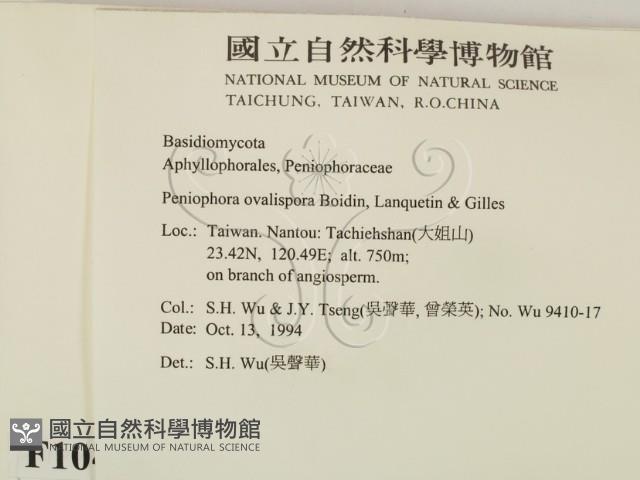 國立自然科學博物館
NATIONAL MUSEUM OF NATURAL SCIENCE
TAICHUNG, TAIWAN, R.O.CHINA
Basidiomycota
Aphyllophorales, Peniophoraceae
Peniophora ovalispora Boidin, Lanquetin & Gilles
Loc.: Taiwan. Nantou: Tachiehshan(大姐山)
23.42N, 120.49E; alt. 750m;
on branch of angiosperm.
Col.: S.H. Wu & J.Y. Tseng(吳聲華, 曾榮英); No. Wu 9410-17
Date: Oct. 13, 1994
Det.: S.H. Wu(吳聲華)
國立自然科學博物館
NATIONAL MUSEUM OF NATURAL SCIENCE